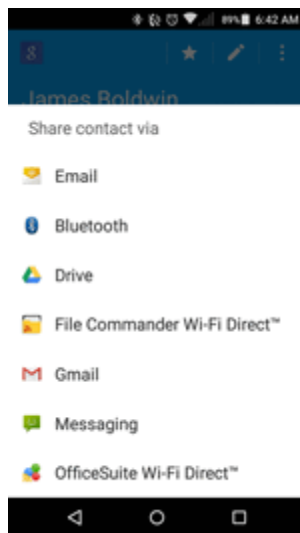 89% 6:42 AM
8
James Boldwin
Share contact via
Email
Bluetooth
Drive
File Commander Wi-Fi Direct™
Gmail
Messaging
OfficeSuite Wi-Fi Direct™